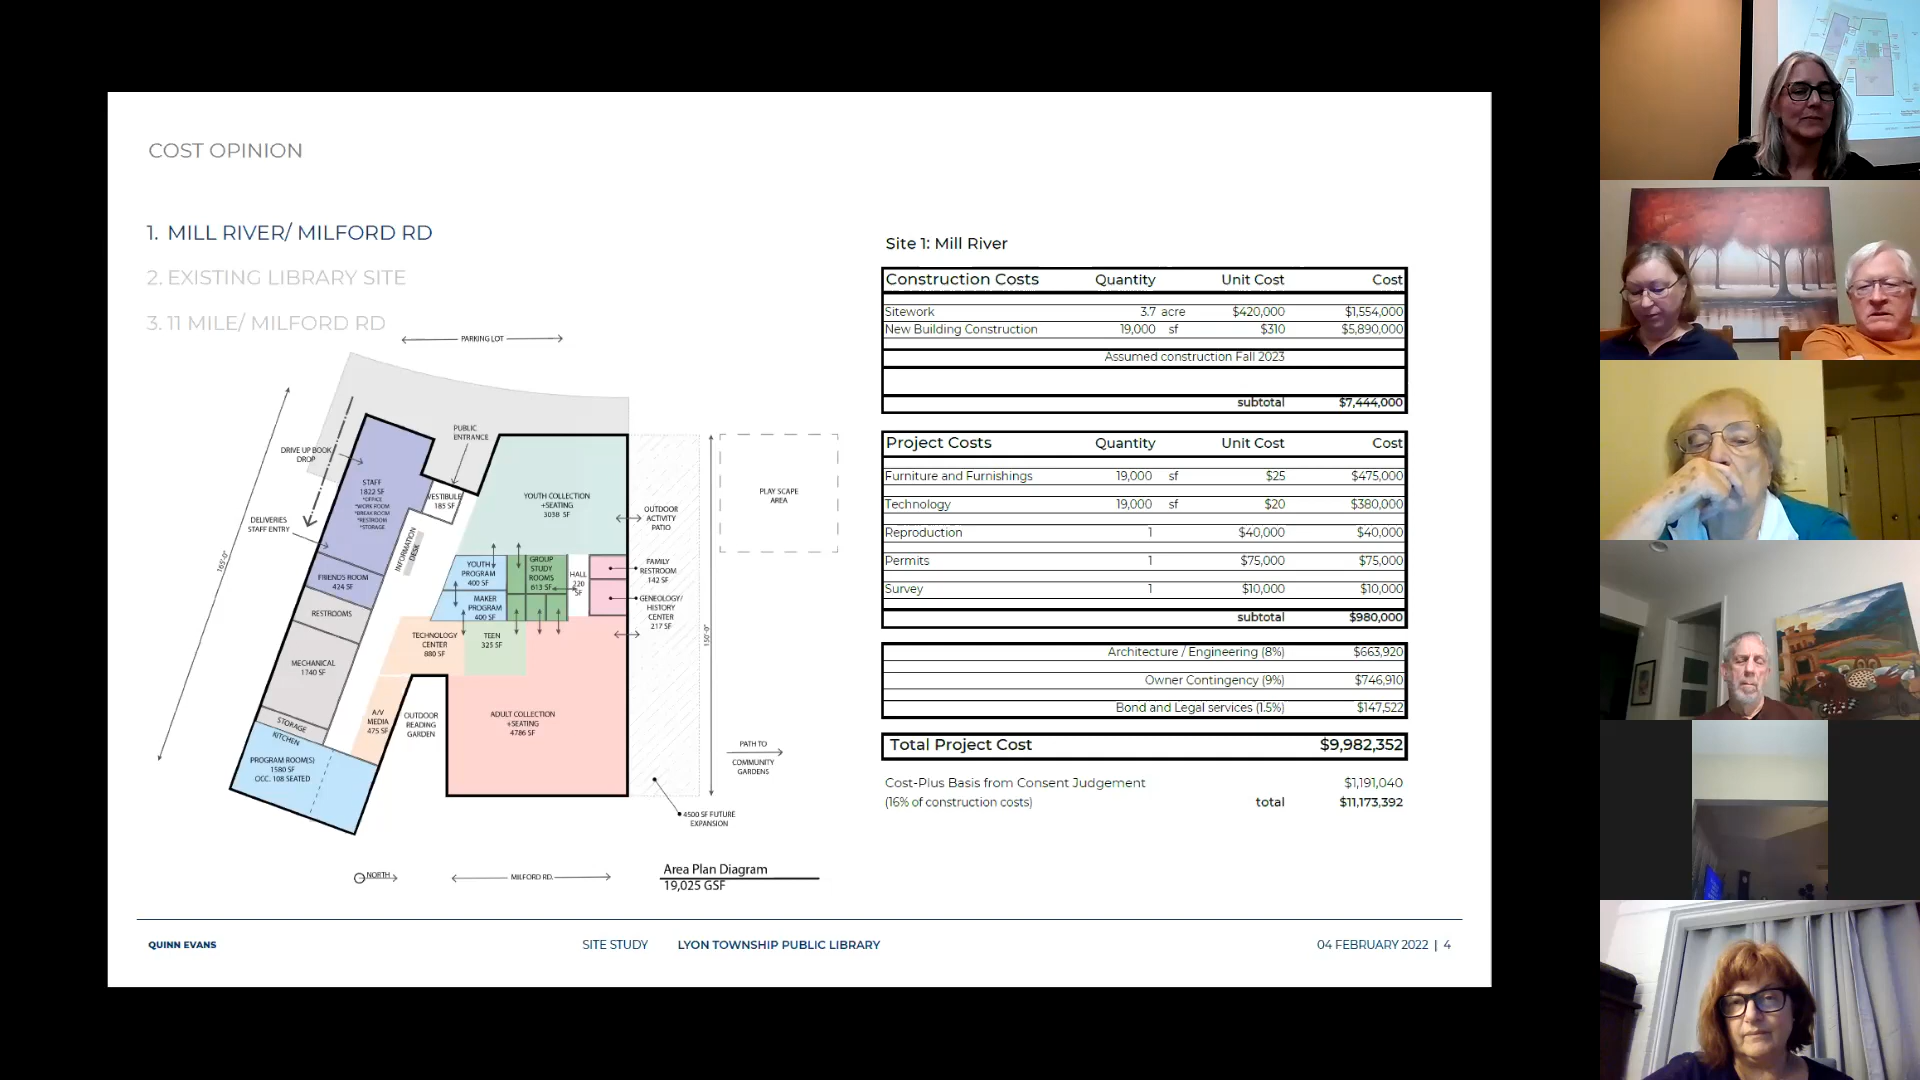 COST OPINION
1. MILL RIVER/ MILFORD RD
2. EXISTING LIBRARY SITE
3. 11 MILE/ MILFORD RD
PARKING LOT
PUBLIC
ENTRANCE
DRIVE UP BOOK
DROP
STAFF
1822 SF
*OFFICE
*WORK ROOM
*BREAK ROOM
*RESTROOM
*STORAGE
VESTIBULE
185 SF
YOUTH COLLECTION
+SEATING
3038 SF
PLAY SCAPE
AREA
OUTDOOR
ACTIVITY
PATIO
DELIVERIES
STAFF ENTRY
INFORMATION
DESK
165'-0"
FRIENDS ROOM
424 SF
YOUTH
PROGRAM
400 SF
GROUP
STUDY
ROOMS
613 SF
HALL
220
SF
FAMILY
RESTROOM
142 SF
MAKER
PROGRAM
400 SF
GENEOLOGY/
HISTORY
CENTER
217 SF
RESTROOMS
TECHNOLOGY
CENTER
880 SF
TEEN
325 SF
150'-0"
MECHANICAL
1740 SF
A/V
MEDIA
475 SF
OUTDOOR
READING
GARDEN
ADULT COLLECTION
+SEATING
4786 SF
STORAGE
KITCHEN
PROGRAM ROOM(S)
1580 SF
OCC. 108 SEATED
PATH TO
COMMUNITY
GARDENS
4500 SF FUTURE
EXPANSION
NORTH
MILFORD RD.
Area Plan Diagram
19,025 GSF
Site 1: Mill River
Construction Costs Quantity Unit Cost Cost
Sitework 3.7 acre $420,000 $1,554,000
New Building Construction 19,000 sf $310 $5,890,000
Assumed construction Fall 2023
subtotal $7,444,000
Project Costs Quantity Unit Cost Cost
Furniture and Furnishings 19,000 sf $25 $475,000
Technology 19,000 sf $20 $380,000
Reproduction 1 $40,000 $40,000
Permits 1 $75,000 $75,000
Survey 1 $10,000 $10,000
subtotal $980,000
Architecture / Engineering (8%) $663,920
Owner Contingency (9%) $746,910
Bond and Legal services (1.5%) $147,522
Total Project Cost $9,982,352
Cost-Plus Basis from Consent Judgement $1,191,040
(16% of construction costs) total $11,173,392
QUINN EVANS
SITE STUDY LYON TOWNSHIP PUBLIC LIBRARY
04 FEBRUARY 2022 | 4